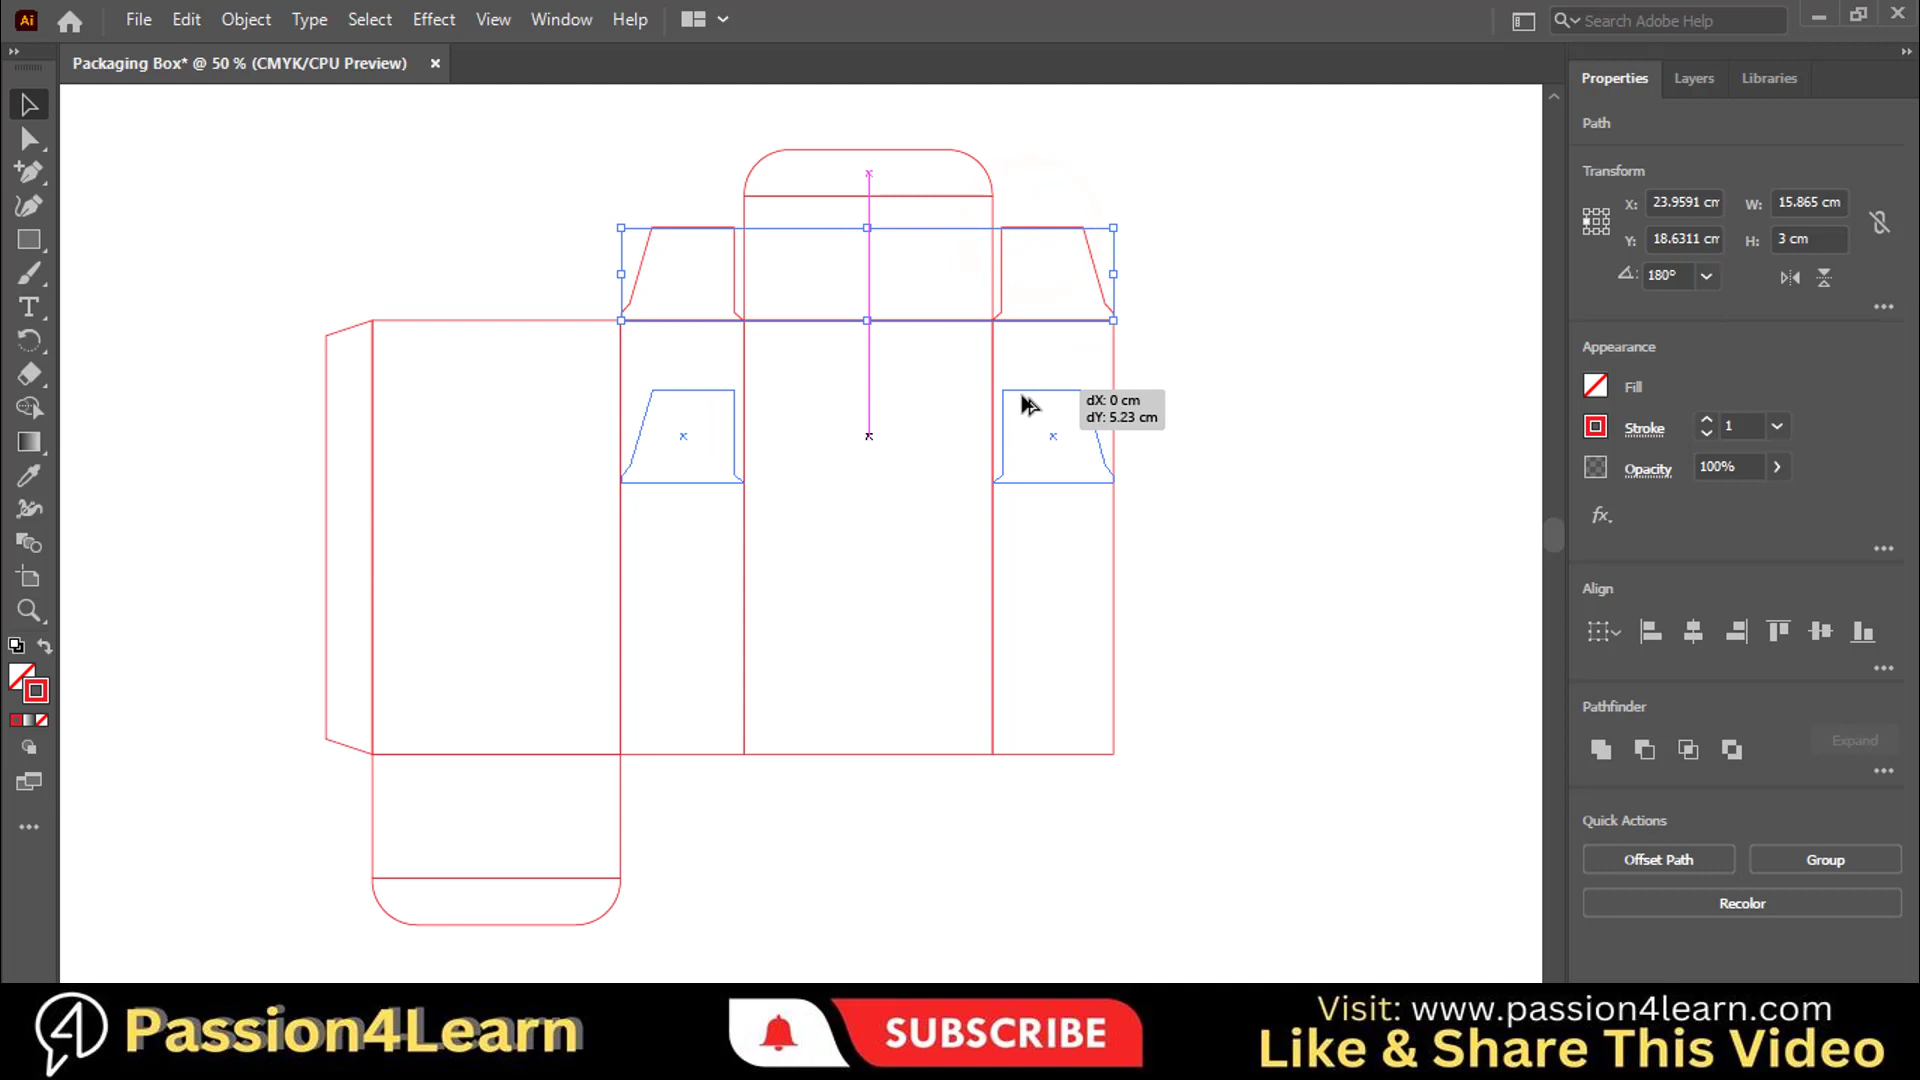 Ai File Edit Object Type Select Effect View Window Help Search Adobe Help
Packaging Box* @ 50 % (CMYK/CPU Preview) ×
Properties Layers Libraries
Path
Transform
X: 23.9591 cm W: 15.865 cm
Y: 18.6311 cm H: 3 cm
180°
Appearance
Fill
Stroke 1
Opacity 100%
fx
Align
Pathfinder
Expand
Quick Actions
Offset Path Group
Recolor
dX: 0 cm
dY: 5.23 cm
Passion4Learn
SUBSCRIBE
Visit: www.passion4learn.com
Like & Share This Video